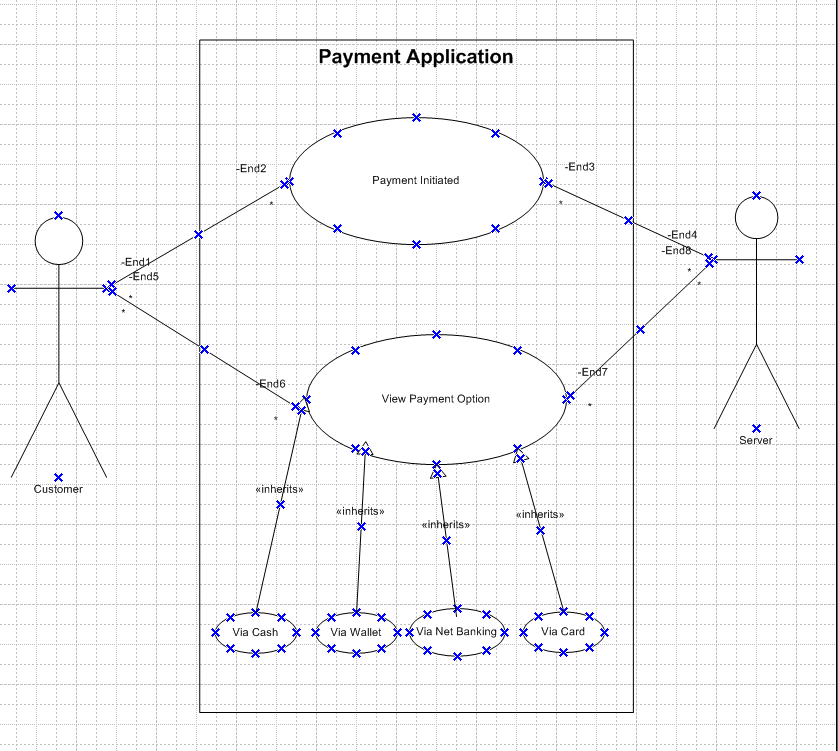 Payment Application
-End2
-End3
Payment Initiated
*
*
-End4
-End8
-End1
-End5
*
*
*
*
-End7
-End6
View Payment Option
*
*
Server
Customer
«inherits»
«inherits»
«inherits»
«inherits»
Via Cash
Via Wallet
Via Net Banking
Via Card